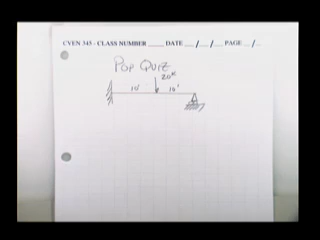 CVEN 345 - CLASS NUMBER ____ DATE __/__/__ PAGE __/__
POP QUIZ
20K
10' 10'